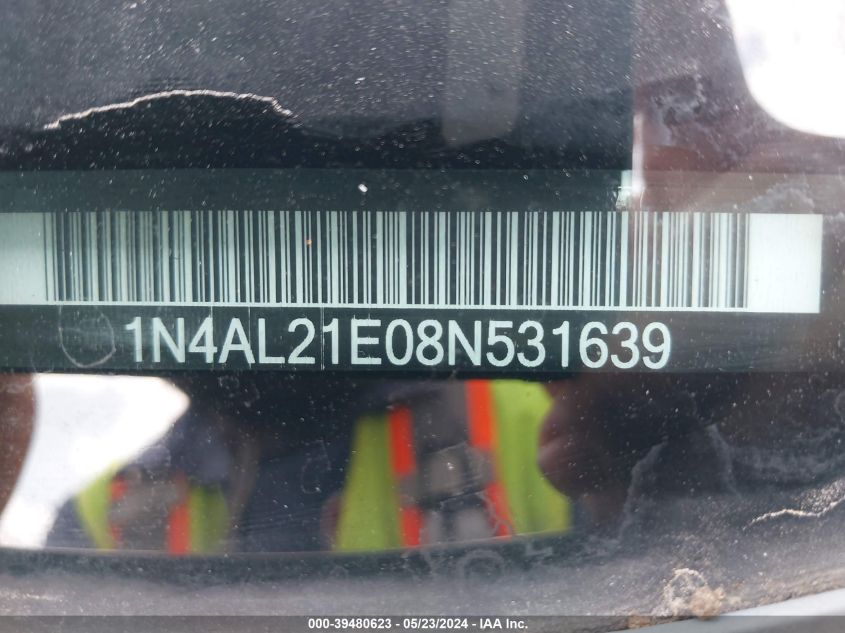 1N4AL21E08N531639
000-39480623 - 05/23/2024 - IAA, Inc.